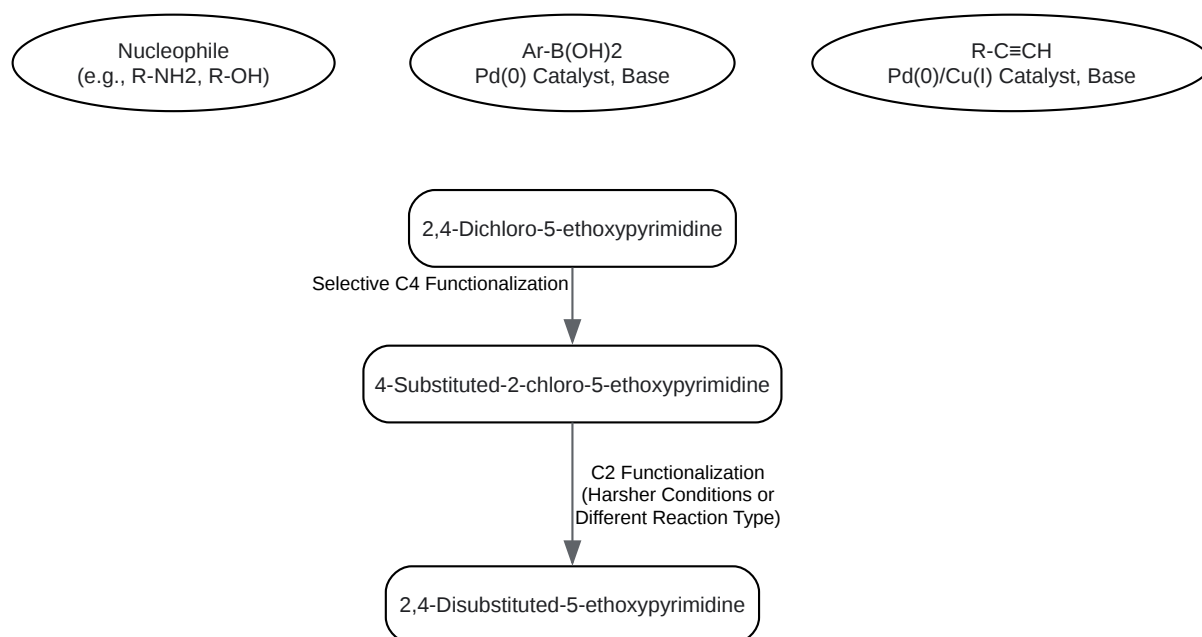 Nucleophile
(e.g., R-NH2, R-OH)
Ar-B(OH)2
Pd(0) Catalyst, Base
R-C≡CH
Pd(0)/Cu(I) Catalyst, Base
2,4-Dichloro-5-ethoxypyrimidine
Selective C4 Functionalization
4-Substituted-2-chloro-5-ethoxypyrimidine
C2 Functionalization
(Harsher Conditions or
Different Reaction Type)
2,4-Disubstituted-5-ethoxypyrimidine